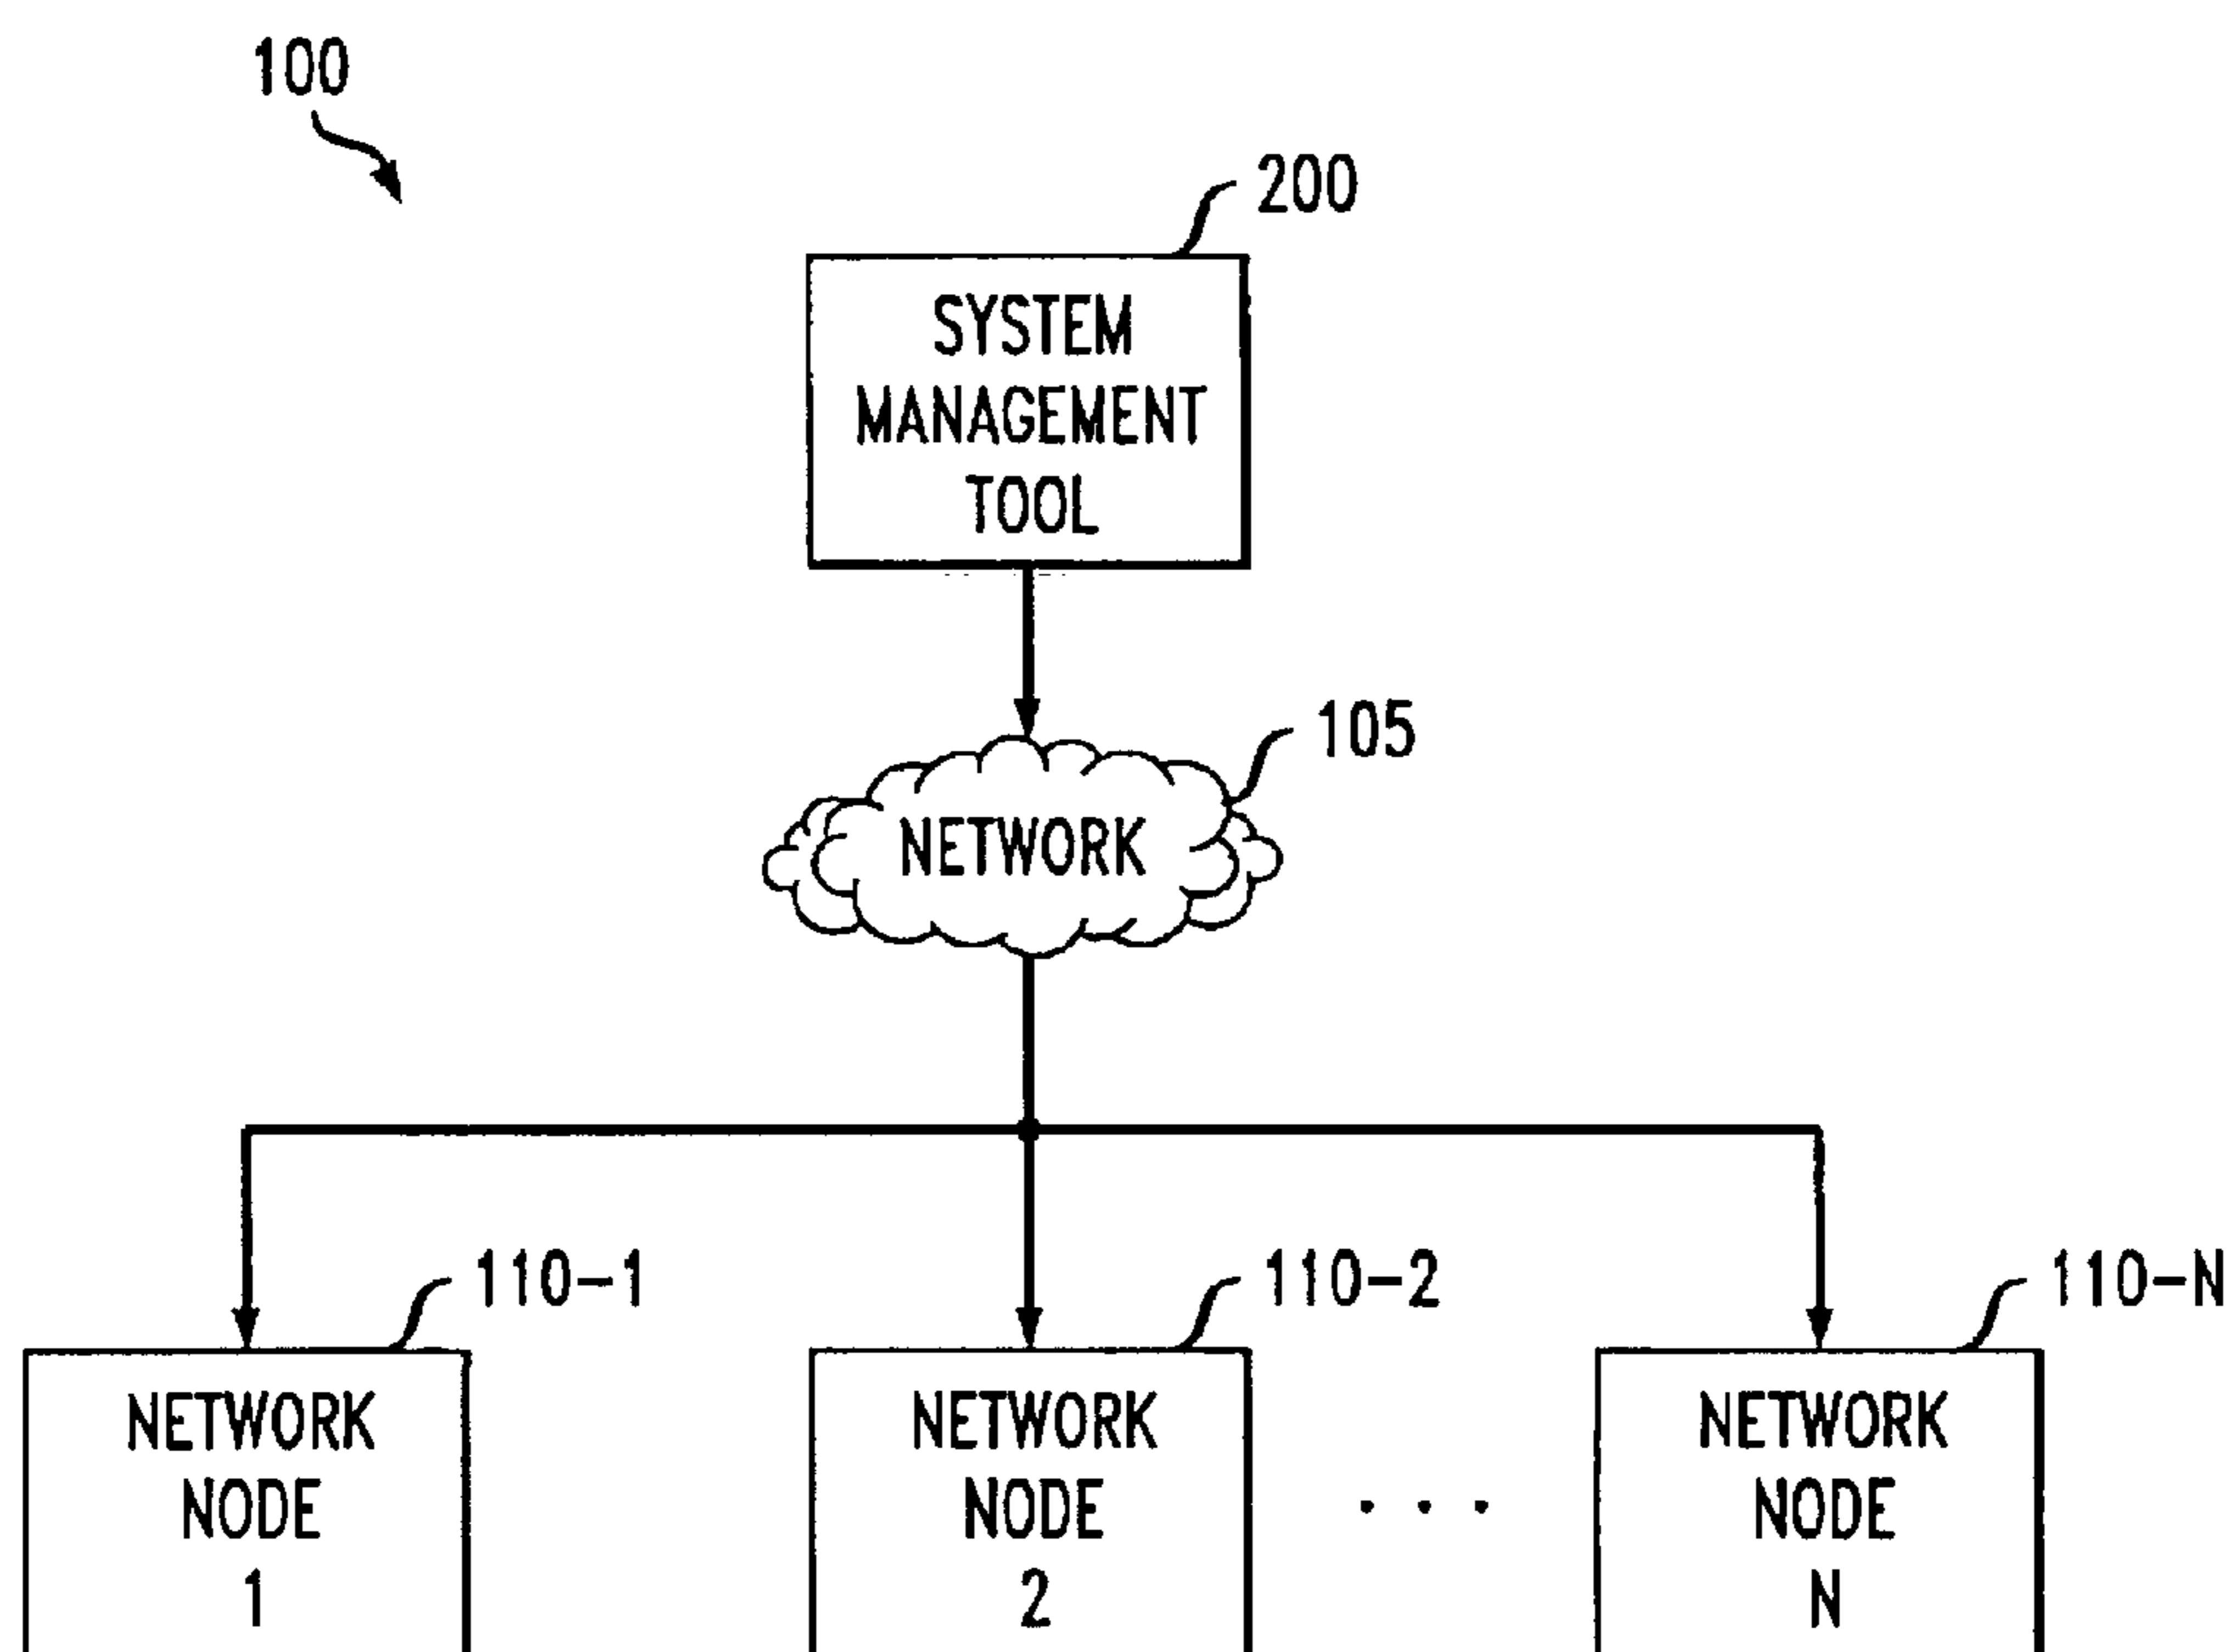 100
200
SYSTEM
MANAGEMENT
TOOL
105
NETWORK
110-1
110-2
110-N
NETWORK
NODE
1
NETWORK
NODE
2
. . .
NETWORK
NODE
N